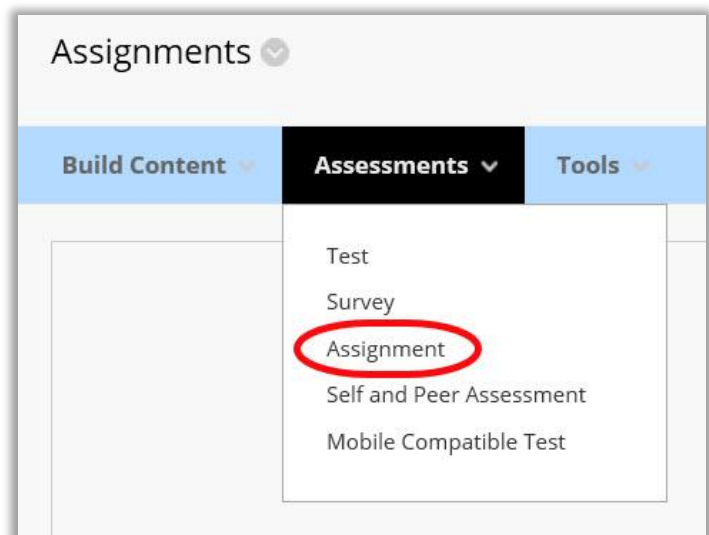 Assignments
Build Content Assessments Tools
Test
Survey
Assignment
Self and Peer Assessment
Mobile Compatible Test